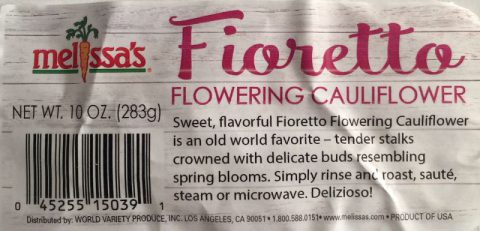 melissa's®
Fioretto
FLOWERING CAULIFLOWER
NET WT. 10 OZ. (283g)
Sweet, flavorful Fioretto Flowering Cauliflower
is an old world favorite – tender stalks
crowned with delicate buds resembling
spring blooms. Simply rinse and roast, sauté,
steam or microwave. Delizioso!
0 45255 15039 1
Distributed by: WORLD VARIETY PRODUCE, INC. LOS ANGELES, CA 90051 • 1.800.588.0151 • www.melissas.com • PRODUCT OF USA